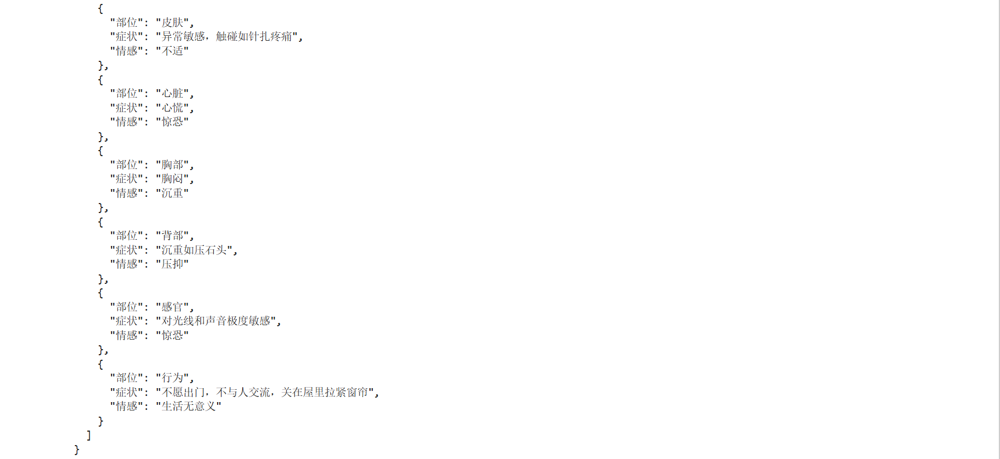 {
"部位": "皮肤",
"症状": "异常敏感，触碰如针扎疼痛",
"情感": "不适"
},
{
"部位": "心脏",
"症状": "心慌",
"情感": "惊恐"
},
{
"部位": "胸部",
"症状": "胸闷",
"情感": "沉重"
},
{
"部位": "背部",
"症状": "沉重如压石头",
"情感": "压抑"
},
{
"部位": "感官",
"症状": "对光线和声音极度敏感",
"情感": "惊恐"
},
{
"部位": "行为",
"症状": "不愿出门，不与人交流，关在屋里拉紧窗帘",
"情感": "生活无意义"
}
]
}